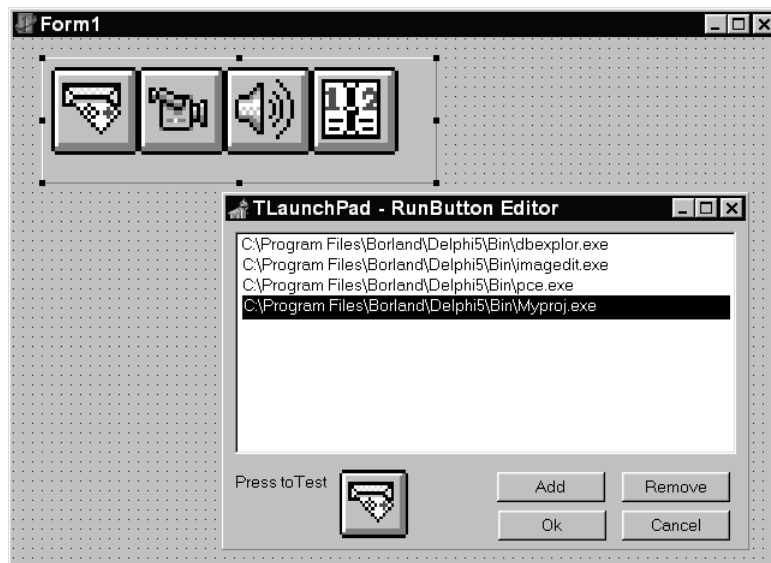 Form1
1 2
TLaunchPad - RunButton Editor
C:\Program Files\Borland\Delphi5\Bin\dbexplor.exe
C:\Program Files\Borland\Delphi5\Bin\imagedit.exe
C:\Program Files\Borland\Delphi5\Bin\pce.exe
C:\Program Files\Borland\Delphi5\Bin\Myproj.exe
Press toTest
Add
Remove
Ok
Cancel